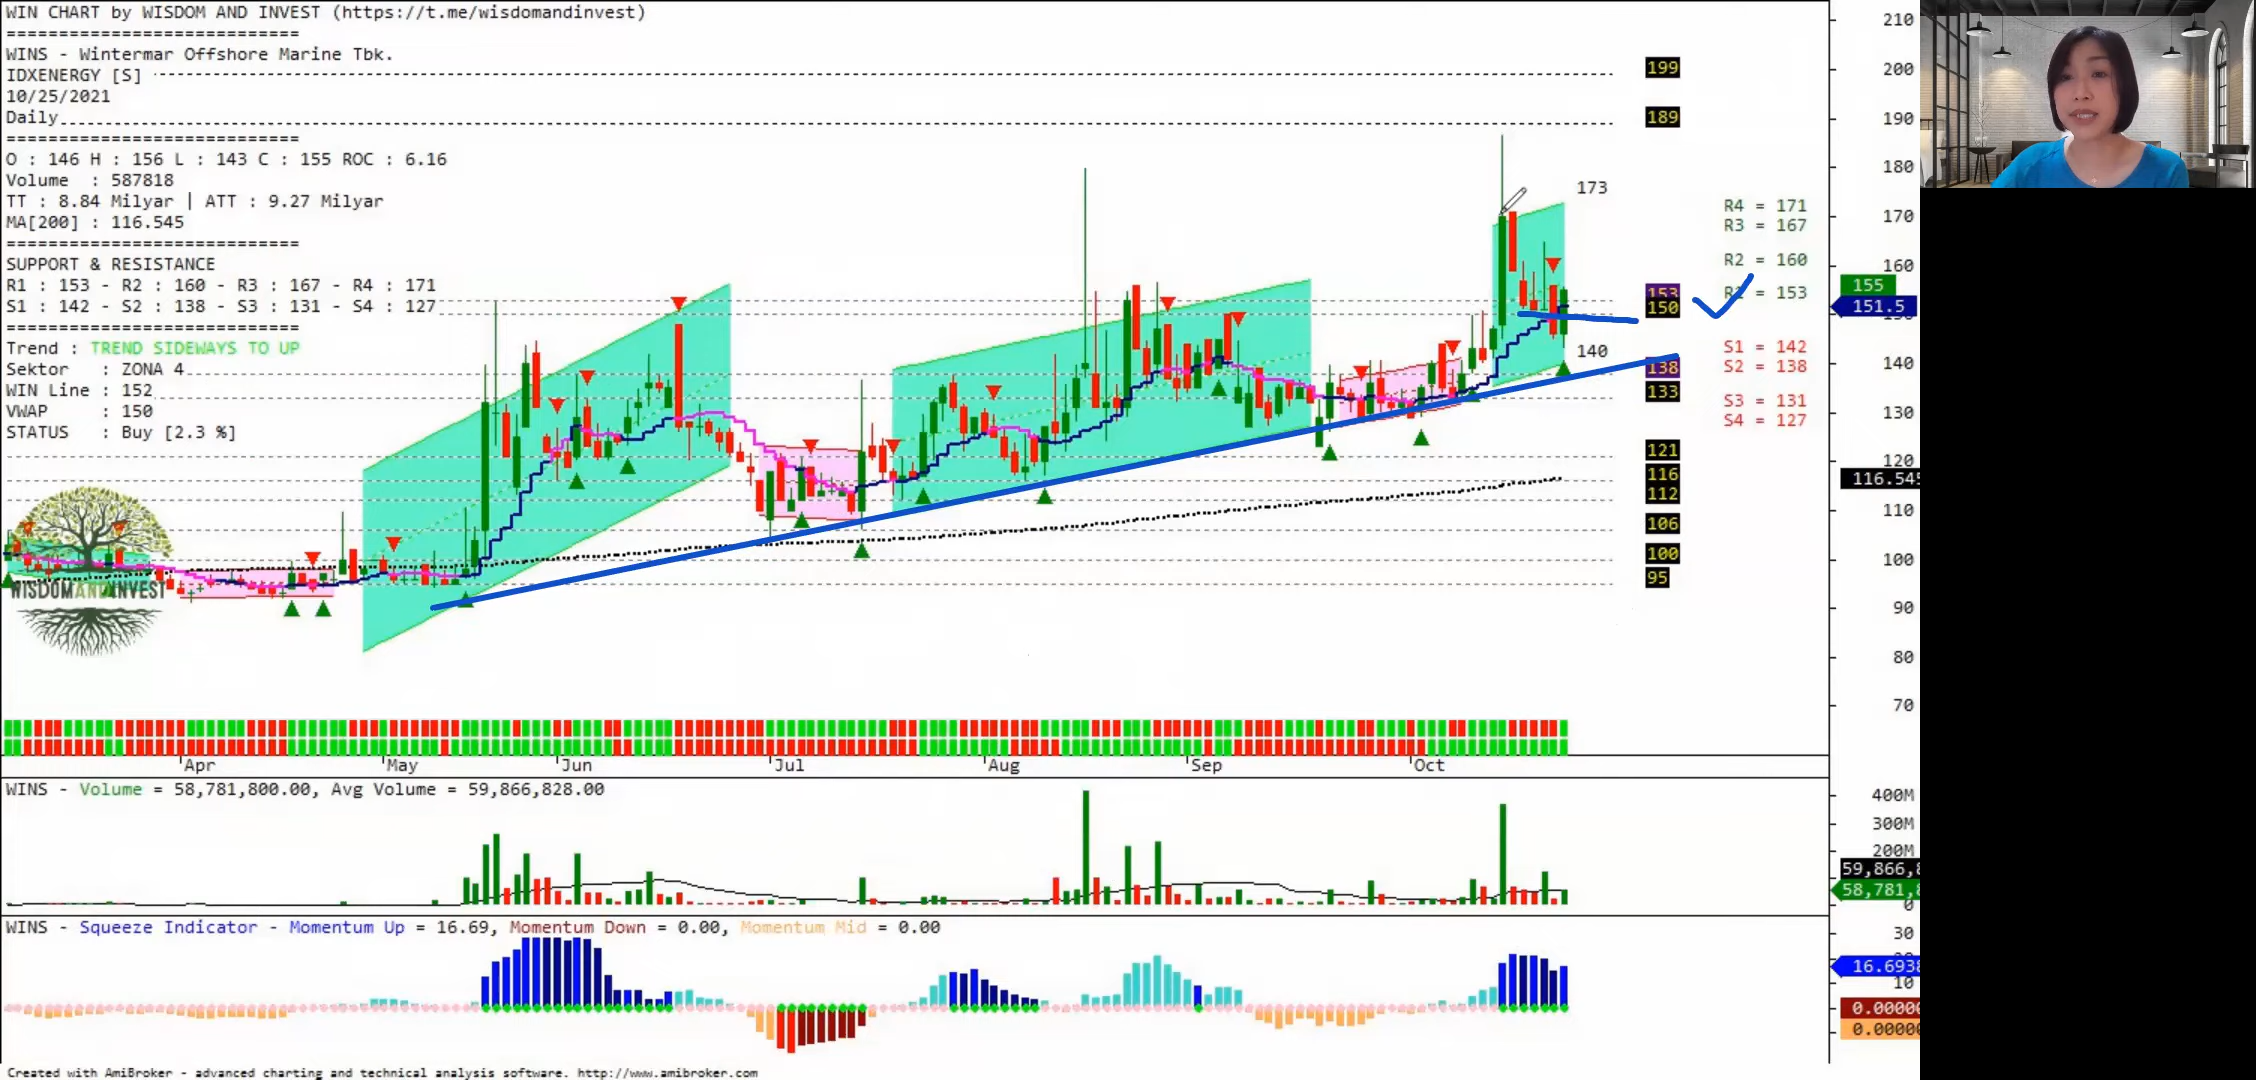 WIN CHART by WISDOM AND INVEST (https://t.me/wisdomandinvest)
============================
WINS - Wintermar Offshore Marine Tbk.
IDXENERGY [S]
10/25/2021
Daily
============================
O : 146 H : 156 L : 143 C : 155 ROC : 6.16
Volume : 587818
TT : 8.84 Milyar | ATT : 9.27 Milyar
MA[200] : 116.545
============================
SUPPORT & RESISTANCE
R1 : 153 - R2 : 160 - R3 : 167 - R4 : 171
S1 : 142 - S2 : 138 - S3 : 131 - S4 : 127
============================
Trend : TREND SIDEWAYS TO UP
Sektor : ZONA 4
WIN Line : 152
VWAP : 150
STATUS : Buy [2.3 %]
WISDOMANDINVEST
173
140
199
189
153
150
138
133
121
116
112
106
100
95
R4 = 171
R3 = 167
R2 = 160
R1 = 153
S1 = 142
S2 = 138
S3 = 131
S4 = 127
210
200
190
180
170
160
155
151.5
140
130
120
116.545
110
100
90
80
70
Apr May Jun Jul Aug Sep Oct
WINS - Volume = 58,781,800.00, Avg Volume = 59,866,828.00
400M
300M
200M
59,866,8
58,781,8
0
WINS - Squeeze Indicator - Momentum Up = 16.69, Momentum Down = 0.00, Momentum Mid = 0.00
30
16.6938
10
0.00000
0.00000
Created with AmiBroker - advanced charting and technical analysis software. http://www.amibroker.com